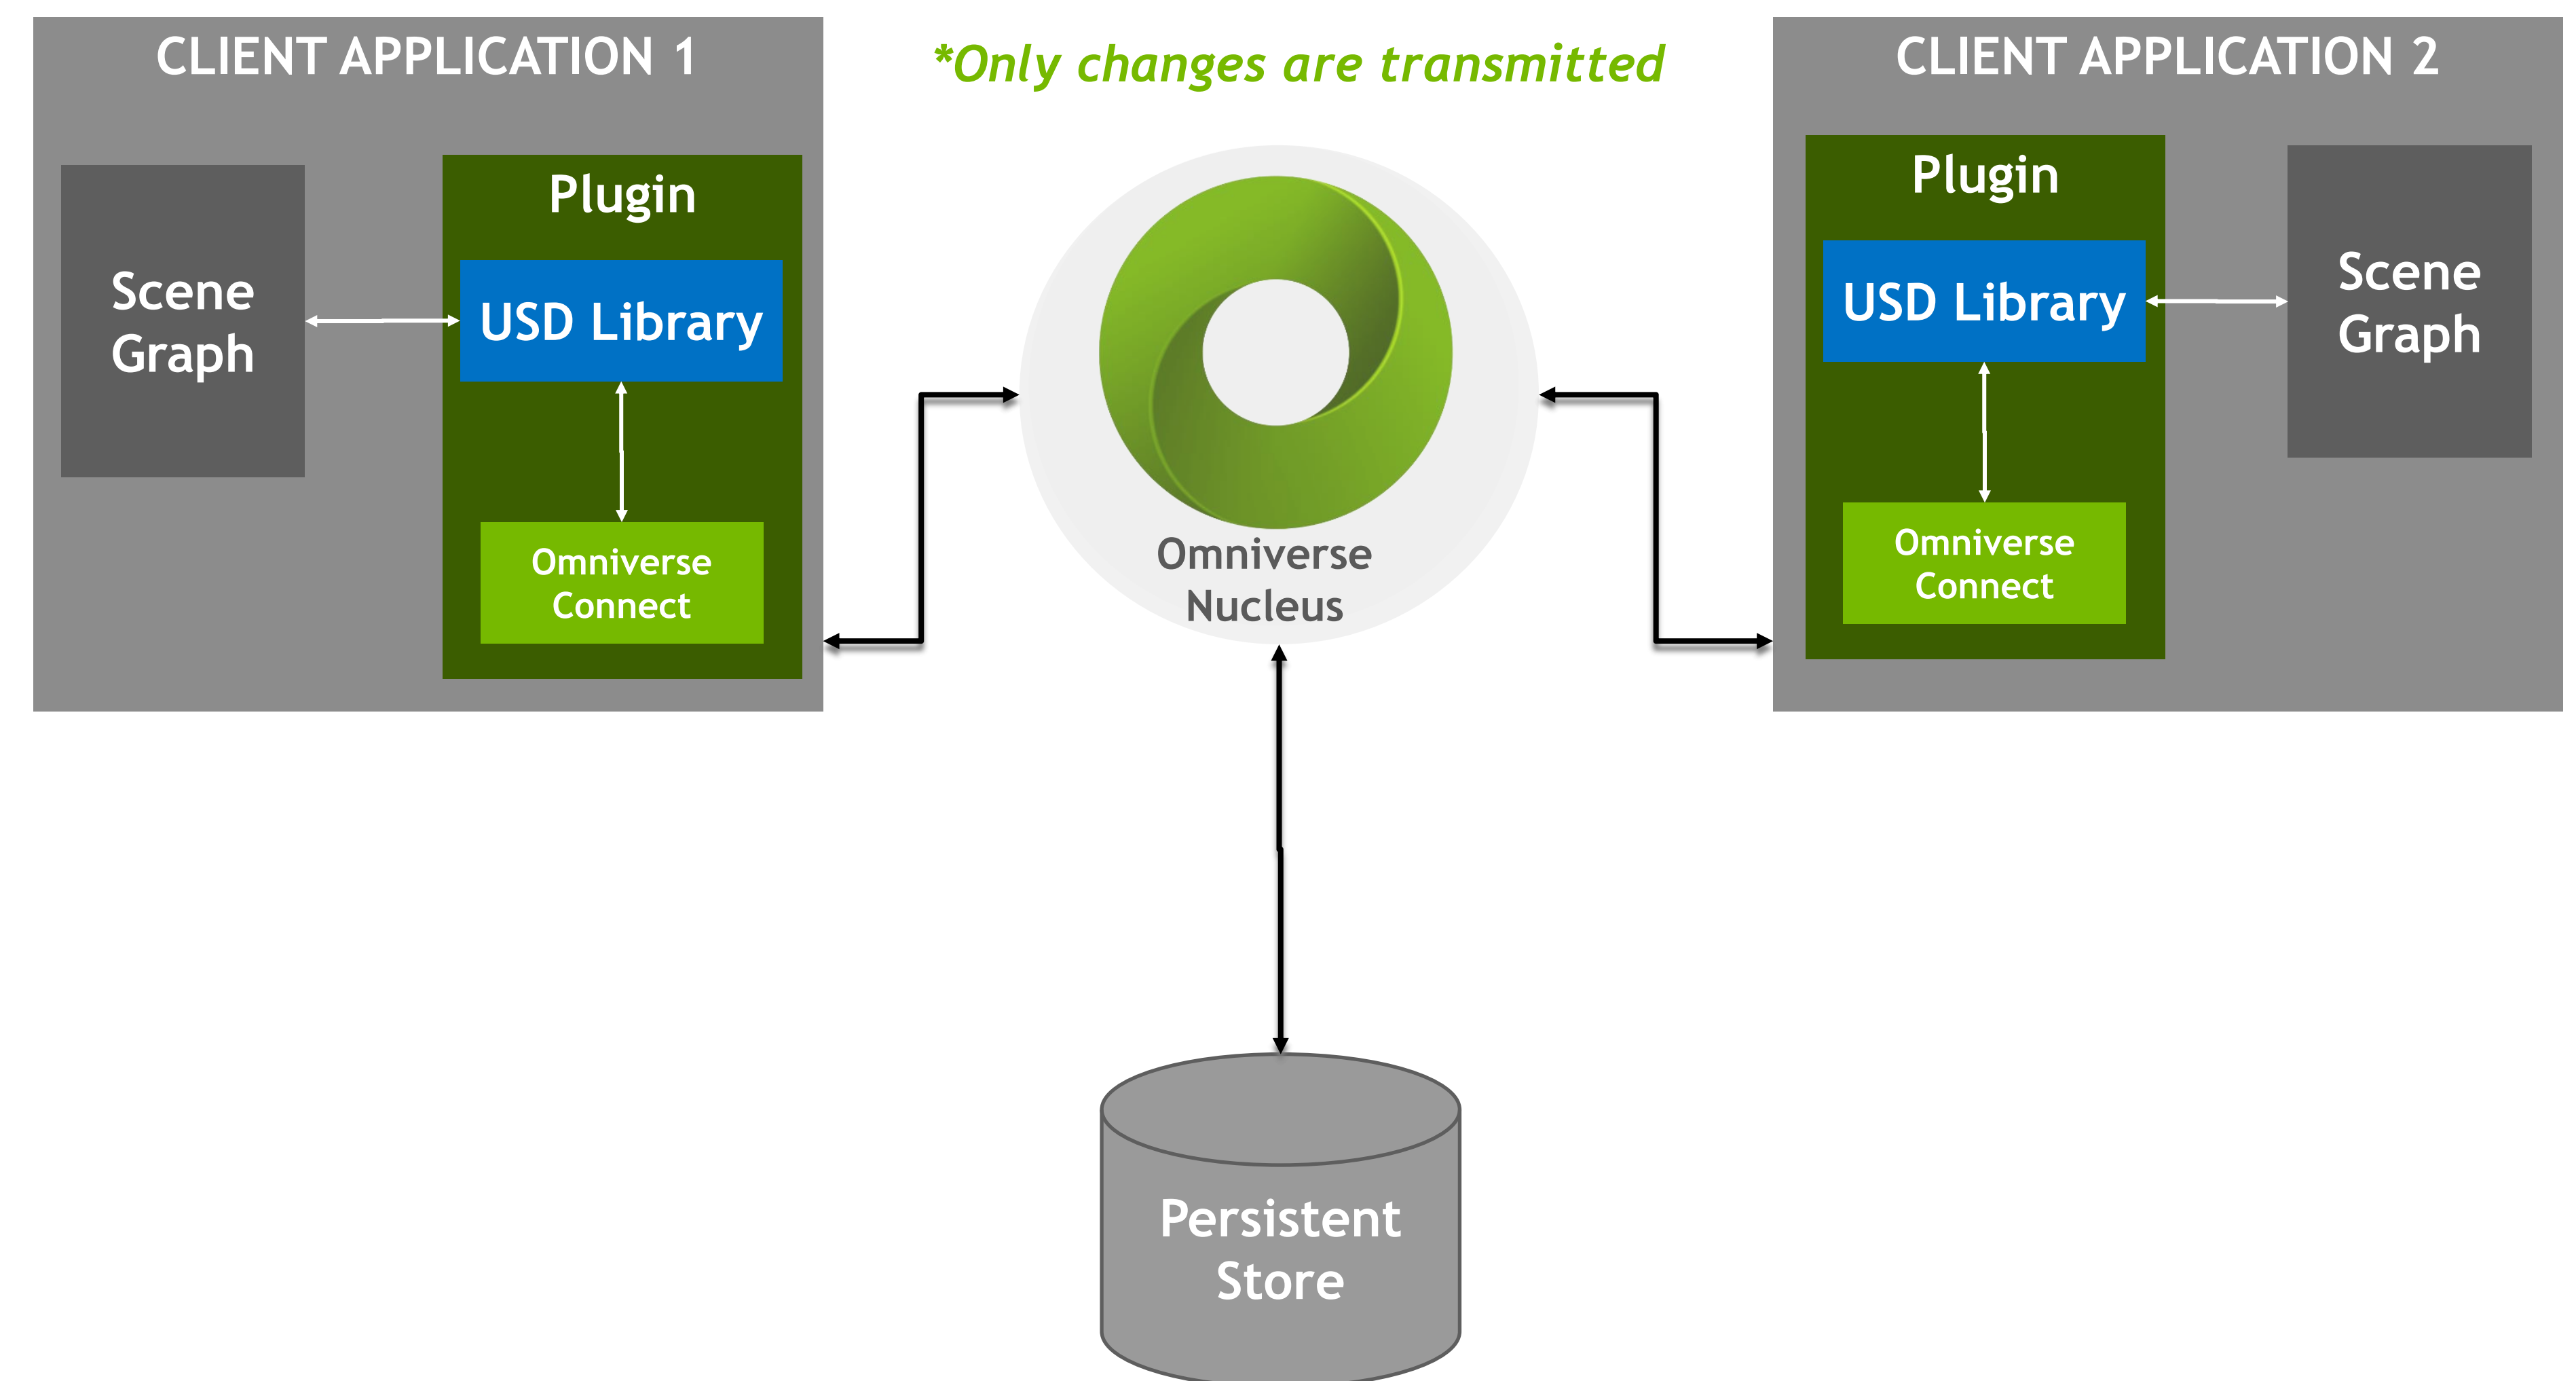 CLIENT APPLICATION 1
Scene
Graph
Plugin
USD Library
Omniverse
Connect
*Only changes are transmitted
Omniverse
Nucleus
CLIENT APPLICATION 2
Plugin
USD Library
Omniverse
Connect
Scene
Graph
Persistent
Store